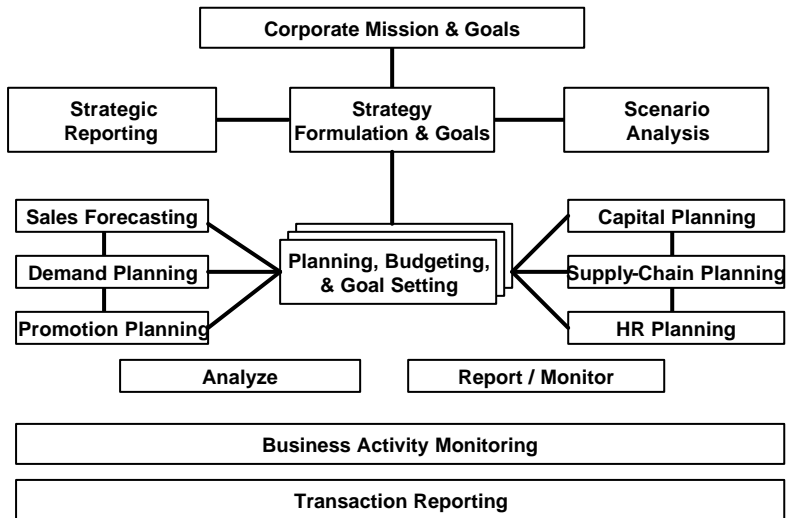 Corporate Mission & Goals
Strategic
Reporting
Strategy
Formulation & Goals
Scenario
Analysis
Sales Forecasting
Demand Planning
Promotion Planning
Planning, Budgeting,
& Goal Setting
Capital Planning
Supply-Chain Planning
HR Planning
Analyze
Report / Monitor
Business Activity Monitoring
Transaction Reporting